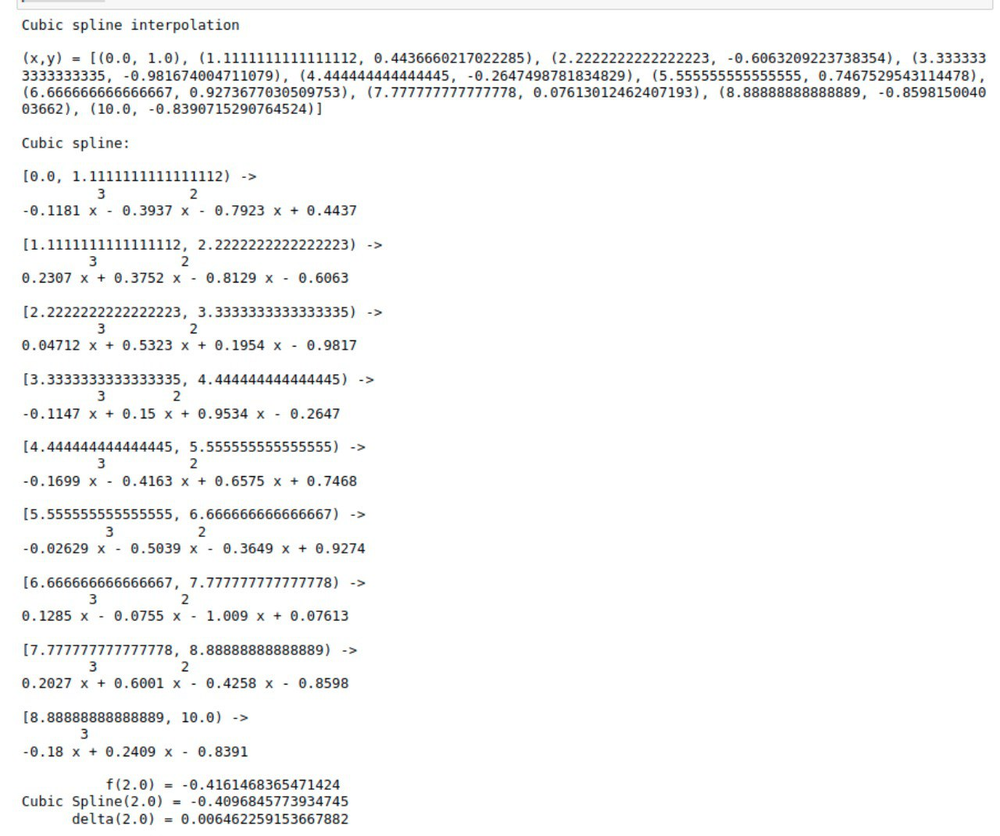 Cubic spline interpolation
(x,y) = [(0.0, 1.0), (1.1111111111111112, 0.4436660217022285), (2.2222222222222223, -0.6063209223738354), (3.333333
3333333335, -0.981674004711079), (4.444444444444445, -0.2647498781834829), (5.555555555555555, 0.7467529543114478),
(6.666666666666667, 0.9273677030509753), (7.777777777777778, 0.07613012462407193), (8.88888888888889, -0.8598150040
03662), (10.0, -0.8390715290764524)]
Cubic spline:
[0.0, 1.1111111111111112) ->
3 2
-0.1181 x - 0.3937 x - 0.7923 x + 0.4437
[1.1111111111111112, 2.2222222222222223) ->
3 2
0.2307 x + 0.3752 x - 0.8129 x - 0.6063
[2.2222222222222223, 3.3333333333333335) ->
3 2
0.04712 x + 0.5323 x + 0.1954 x - 0.9817
[3.3333333333333335, 4.444444444444445) ->
3 2
-0.1147 x + 0.15 x + 0.9534 x - 0.2647
[4.444444444444445, 5.555555555555555) ->
3 2
-0.1699 x - 0.4163 x + 0.6575 x + 0.7468
[5.555555555555555, 6.666666666666667) ->
3 2
-0.02629 x - 0.5039 x - 0.3649 x + 0.9274
[6.666666666666667, 7.777777777777778) ->
3 2
0.1285 x - 0.0755 x - 1.009 x + 0.07613
[7.777777777777778, 8.88888888888889) ->
3 2
0.2027 x + 0.6001 x - 0.4258 x - 0.8598
[8.88888888888889, 10.0) ->
3
-0.18 x + 0.2409 x - 0.8391
f(2.0) = -0.4161468365471424
Cubic Spline(2.0) = -0.4096845773934745
delta(2.0) = 0.006462259153667882